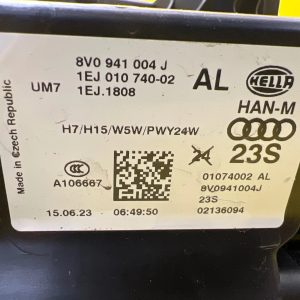 8V0 941 004 J
1EJ 010 740-02
1EJ.1808
UM7
AL
HELLA
HAN-M
Made in Czech Republic
H7/H15/W5W/PWY24W
23S
A106667
01074002 AL
8V0941004J
23S
02136094
15.06.23 06:49:50